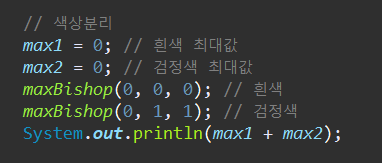 // 색상분리
max1 = 0; // 흰색 최대값
max2 = 0; // 검정색 최대값
maxBishop(0, 0, 0); // 흰색
maxBishop(0, 1, 1); // 검정색
System.out.println(max1 + max2);